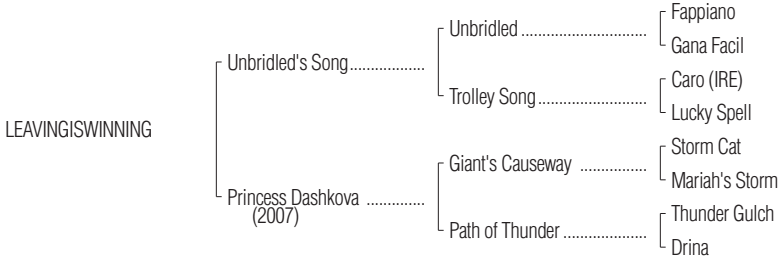 Fappiano
Unbridled ..............................
Gana Facil
Unbridled's Song..................
Caro (IRE)
Trolley Song..........................
Lucky Spell
LEAVINGISWINNING
Storm Cat
Giant's Causeway ................
Mariah's Storm
Princess Dashkova ..............
(2007)
Thunder Gulch
Path of Thunder ....................
Drina